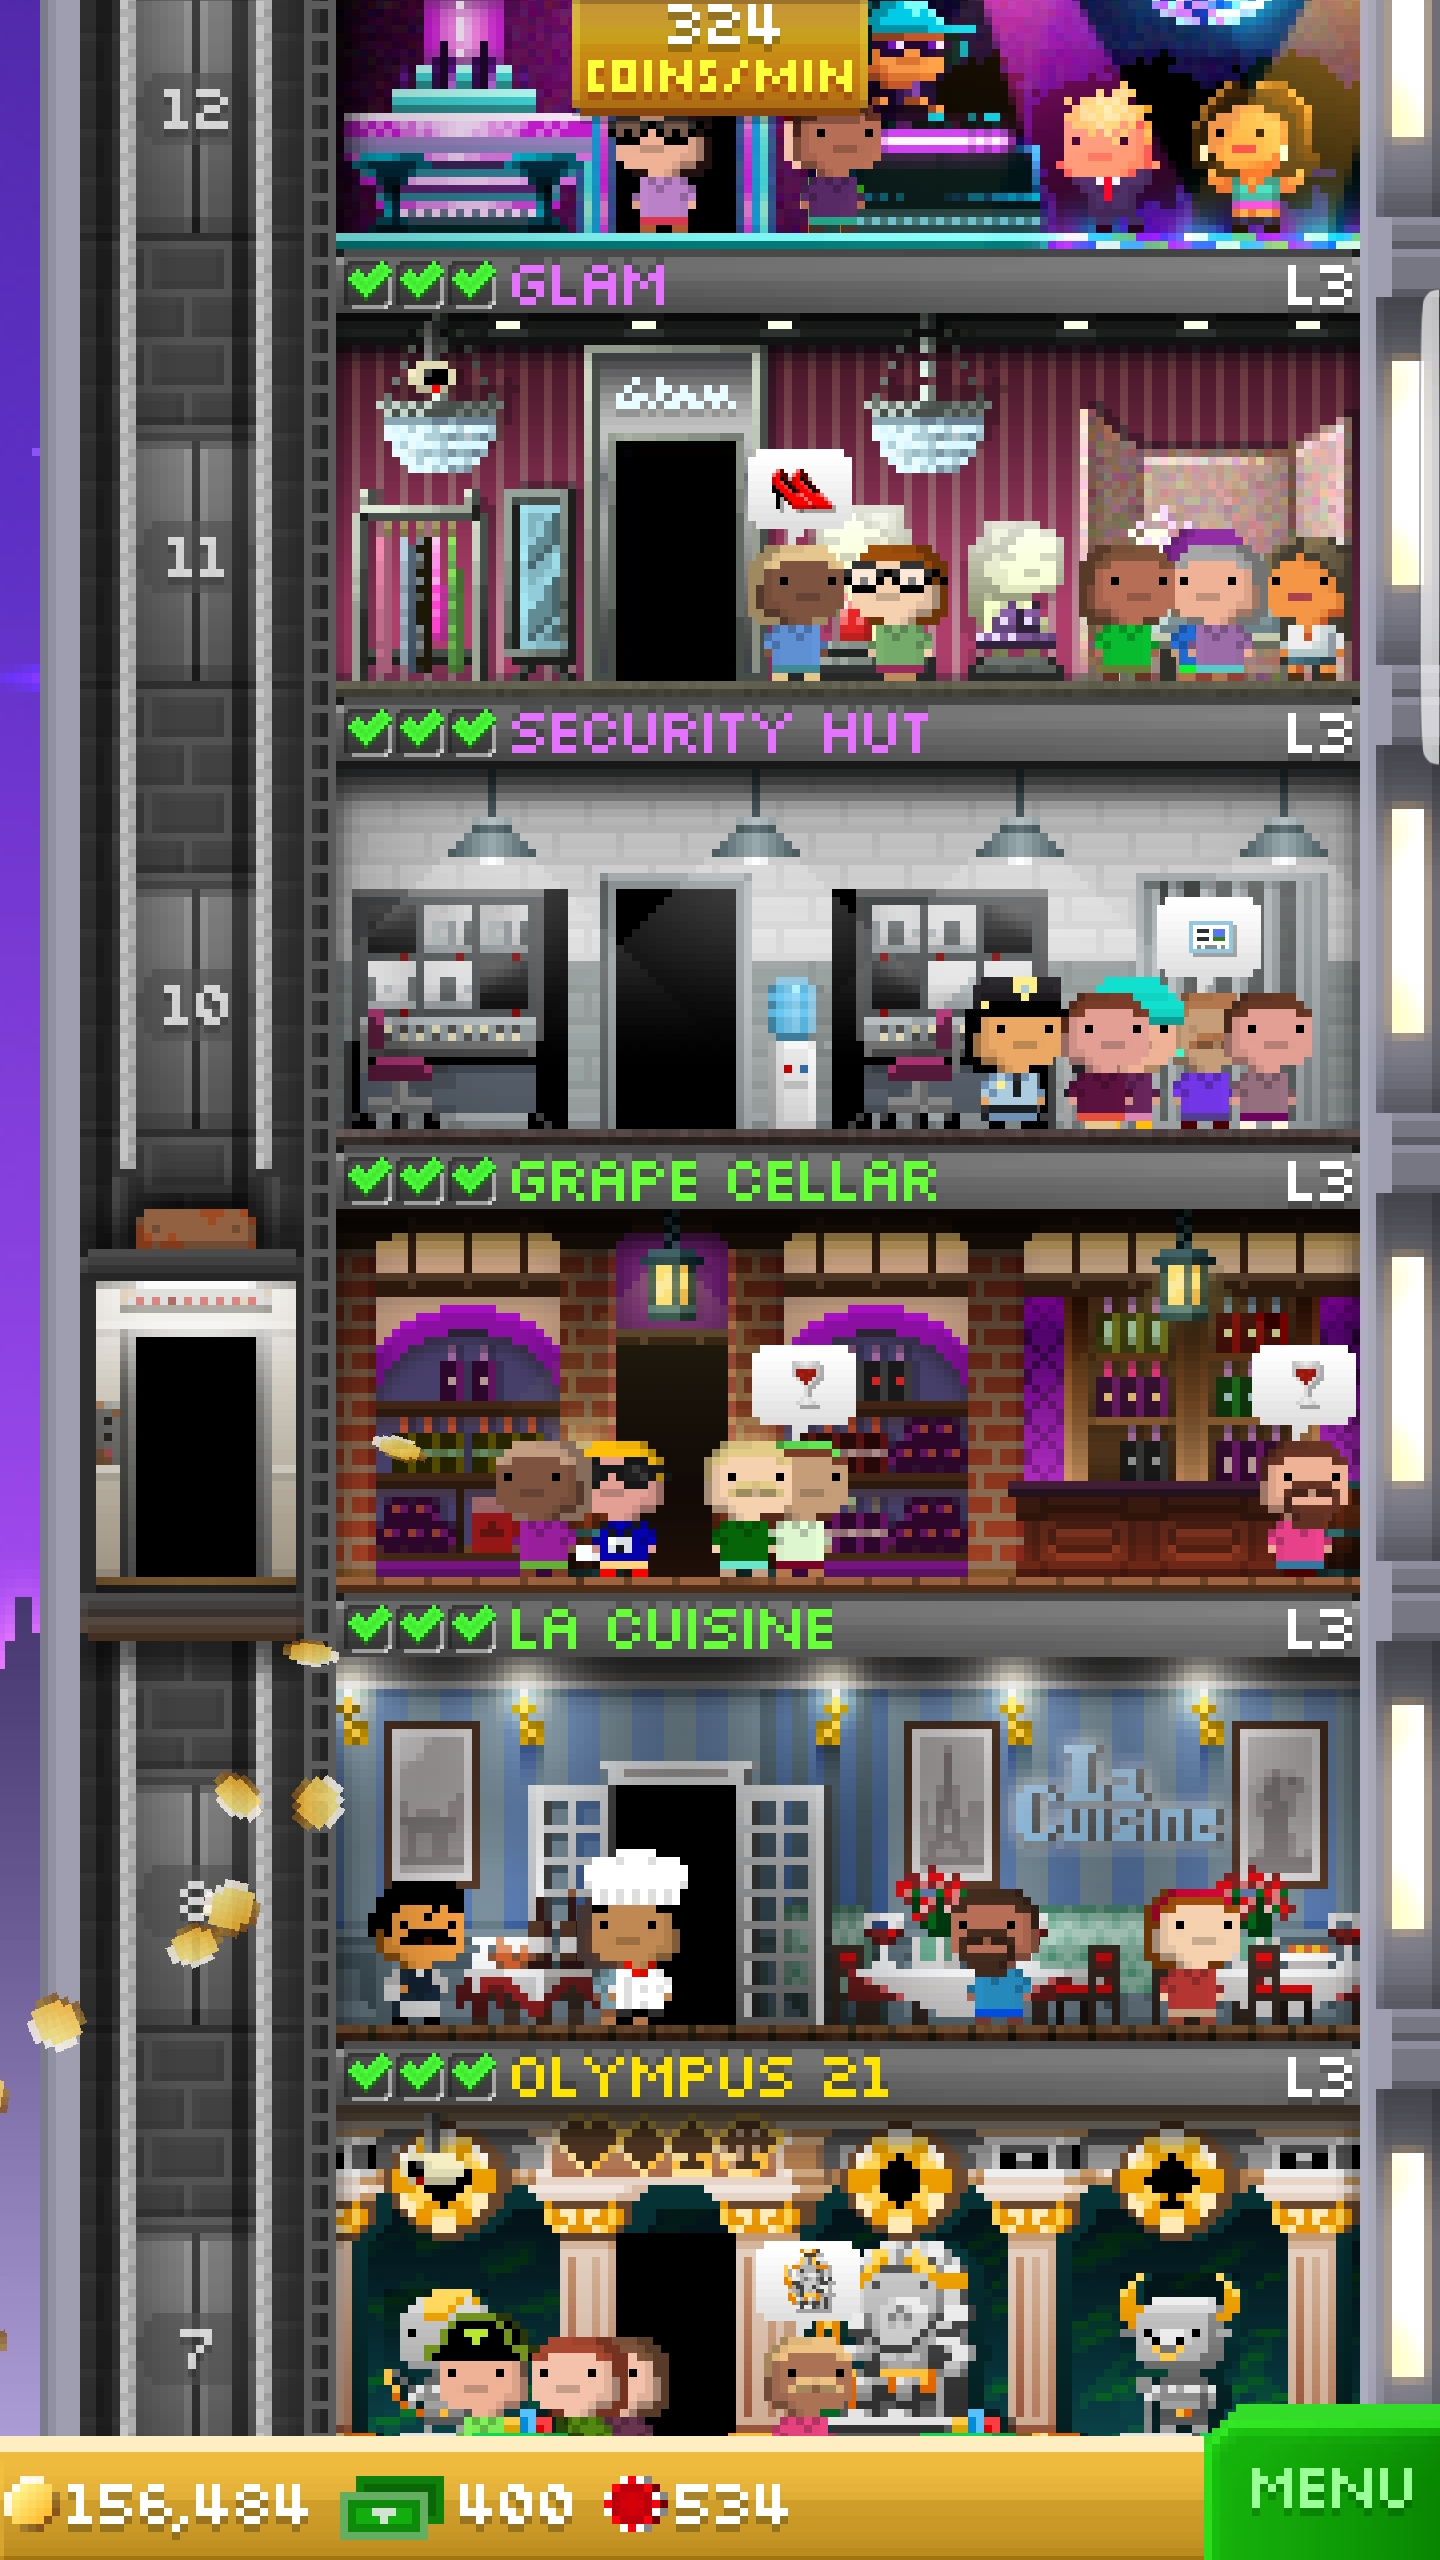 324
COINS/MIN
12
GLAM L3
Glam
11
SECURITY HUT L3
10
GRAPE CELLAR L3
LA CUISINE L3
La
Cuisine
8
OLYMPUS 21 L3
7
156,484 400 534
MENU